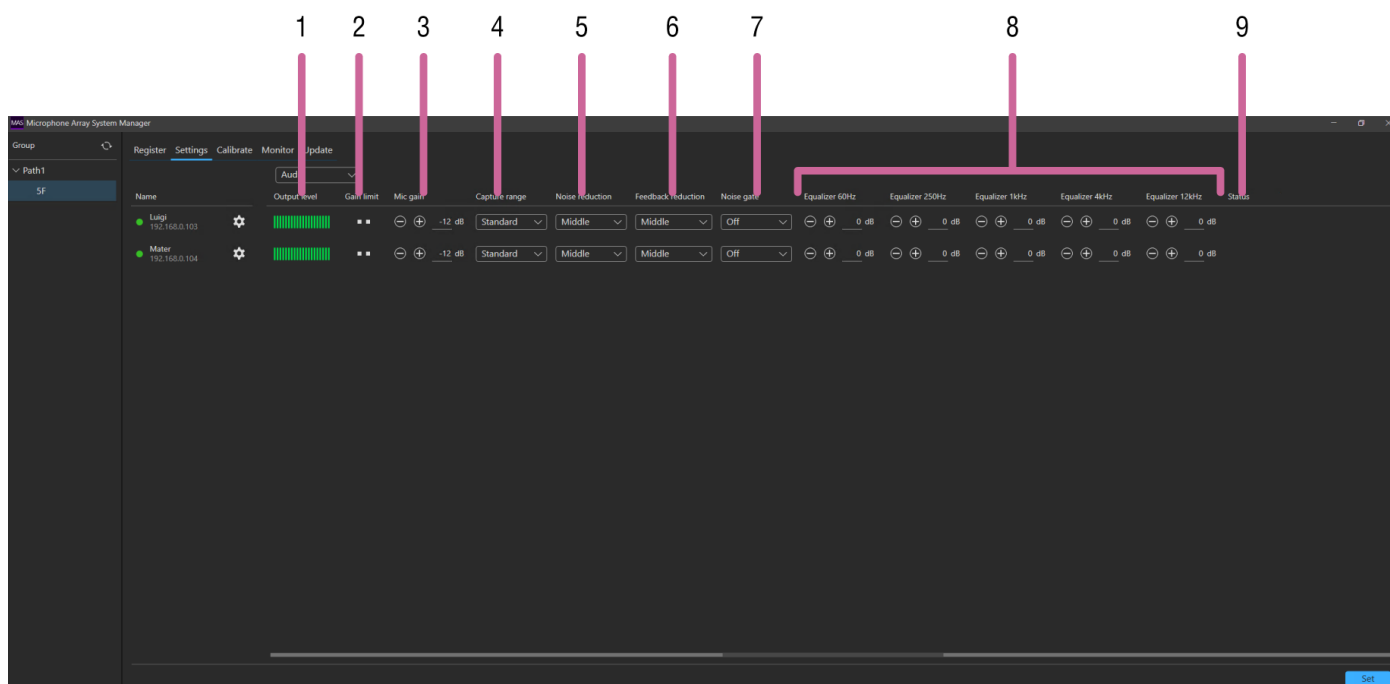 1 2 3 4 5 6 7 8 9
MAS Microphone Array System Manager
Group
Register Settings Calibrate Monitor Update
Path1
5F
Name Output level Gain limit Mic gain Capture range Noise reduction Feedback reduction Noise gate Equalizer 60Hz Equalizer 250Hz Equalizer 1kHz Equalizer 4kHz Equalizer 12kHz Status
Luigi -12 dB Standard Middle Middle Off 0 dB 0 dB 0 dB 0 dB 0 dB
192.168.0.103
Mater -12 dB Standard Middle Middle Off 0 dB 0 dB 0 dB 0 dB 0 dB
192.168.0.104
Set